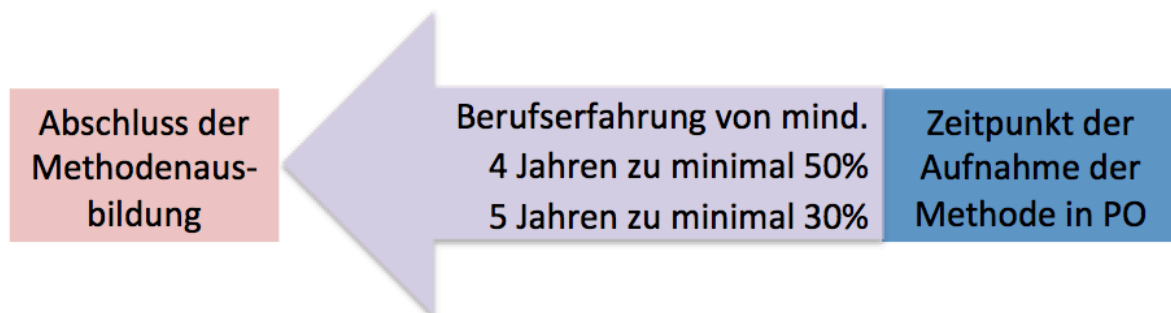 Abschluss der
Methodenaus-
bildung
Berufserfahrung von mind.
4 Jahren zu minimal 50%
5 Jahren zu minimal 30%
Zeitpunkt der
Aufnahme der
Methode in PO